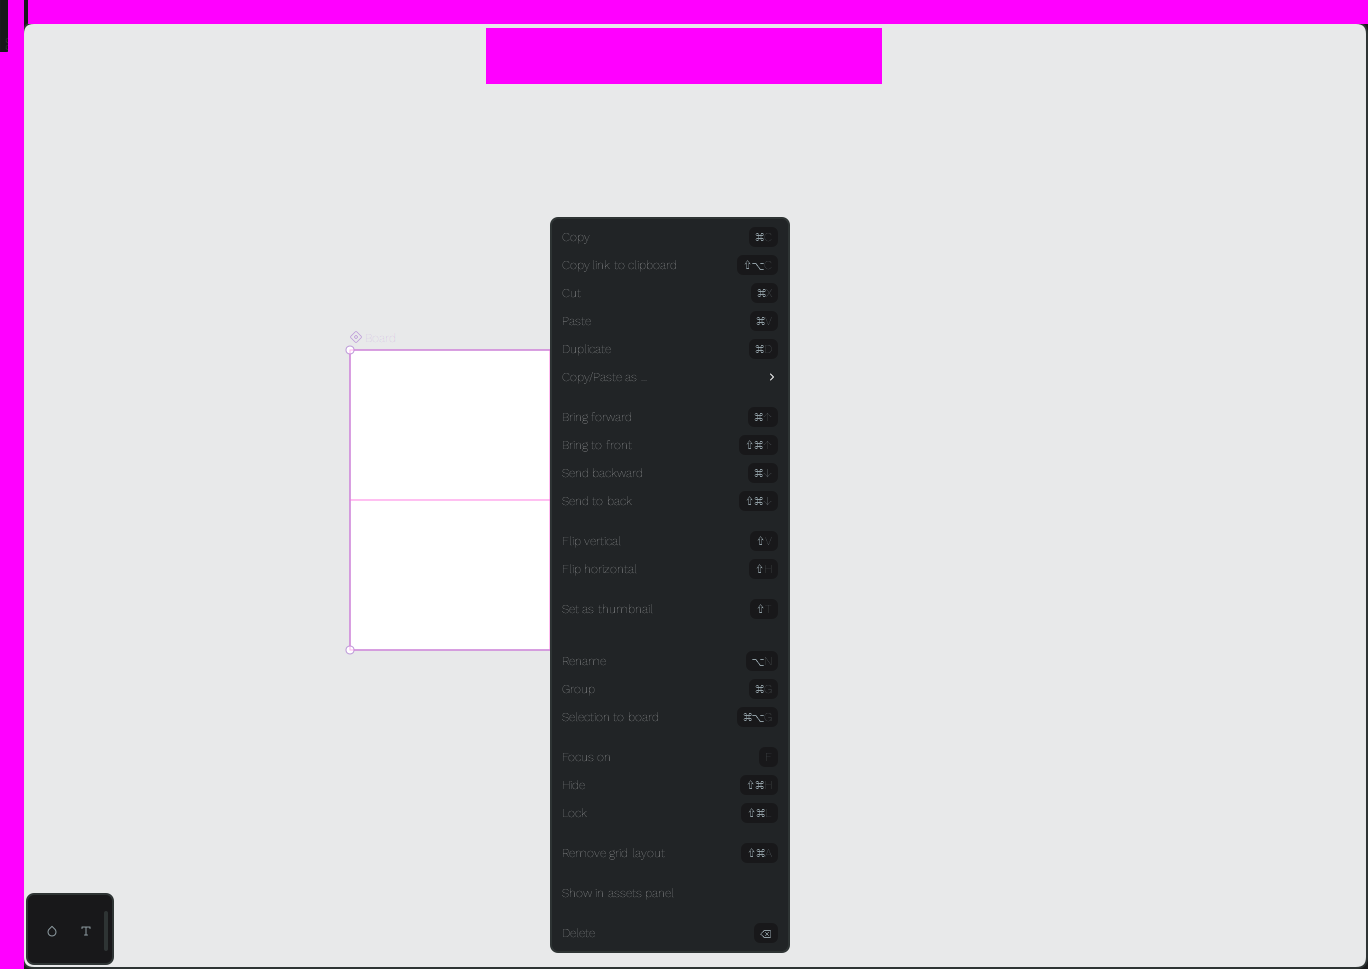 Copy ⌘C
Copy link to clipboard ⇧⌥C
Cut ⌘X
Paste ⌘V
Board
Duplicate ⌘D
Copy/Paste as ...
Bring forward ⌘↑
Bring to front ⇧⌘↑
Send backward ⌘↓
Send to back ⇧⌘↓
Flip vertical ⇧V
Flip horizontal ⇧H
Set as thumbnail ⇧T
Rename ⌥N
Group ⌘G
Selection to board ⌘⌥G
Focus on F
Hide ⇧⌘H
Lock ⇧⌘L
Remove grid layout ⇧⌘A
Show in assets panel
Delete ⌫
T